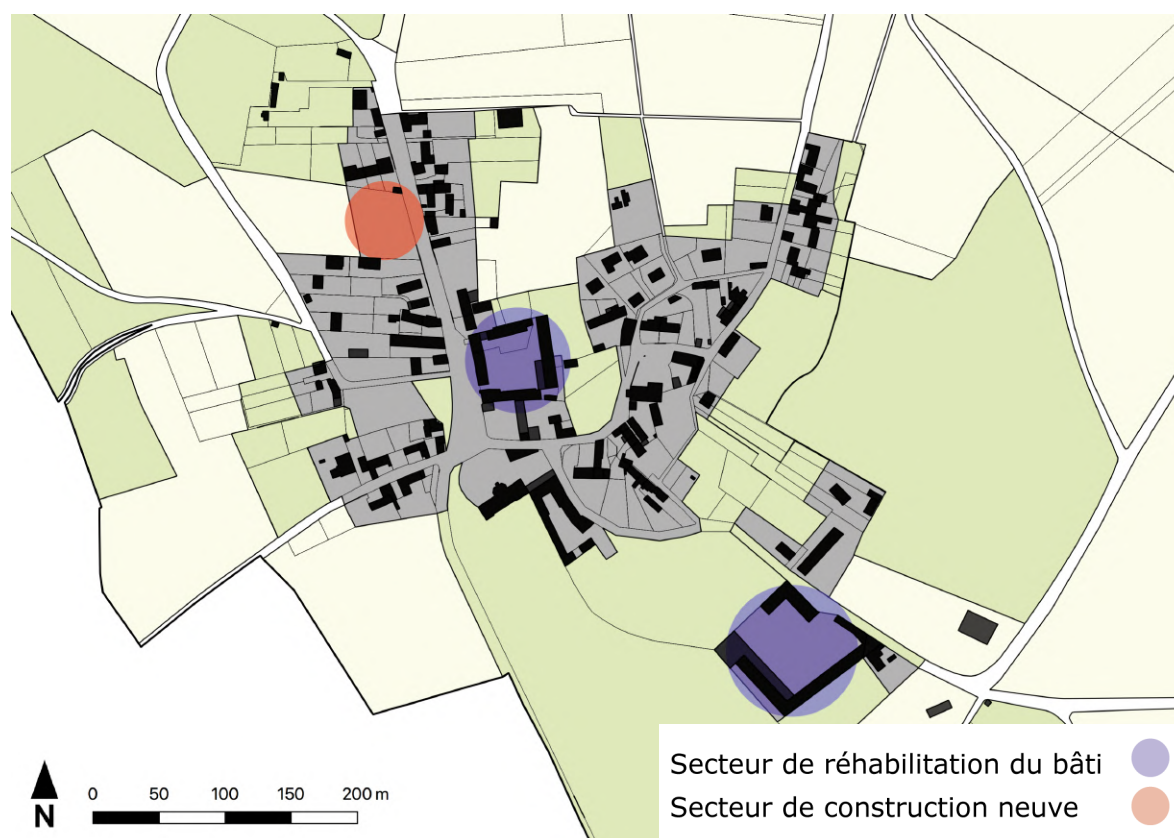 Secteur de réhabilitation du bâti
Secteur de construction neuve
N
0 50 100 150 200 m